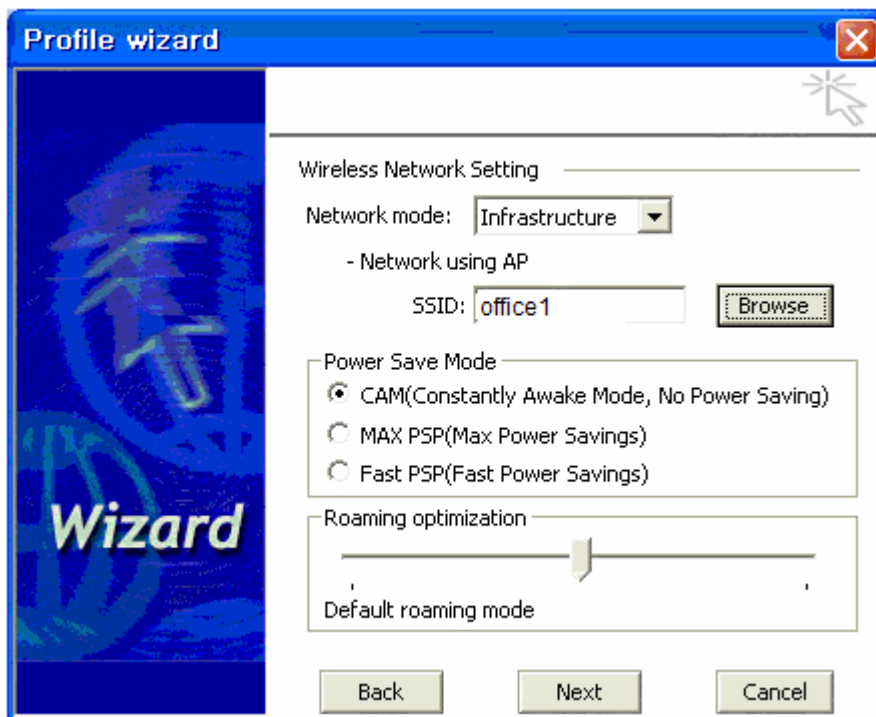 Profile wizard
Wireless Network Setting
Network mode: Infrastructure
- Network using AP
SSID: office1 Browse
Power Save Mode
CAM(Constantly Awake Mode, No Power Saving)
MAX PSP(Max Power Savings)
Fast PSP(Fast Power Savings)
Wizard
Roaming optimization
Default roaming mode
Back Next Cancel